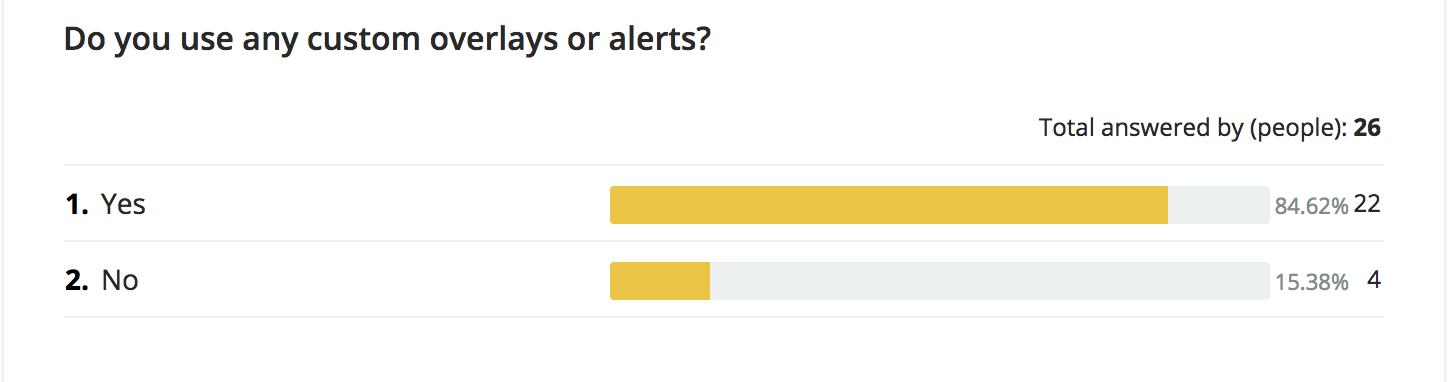 Do you use any custom overlays or alerts?
Total answered by (people): 26
1. Yes 84.62% 22
2. No 15.38% 4